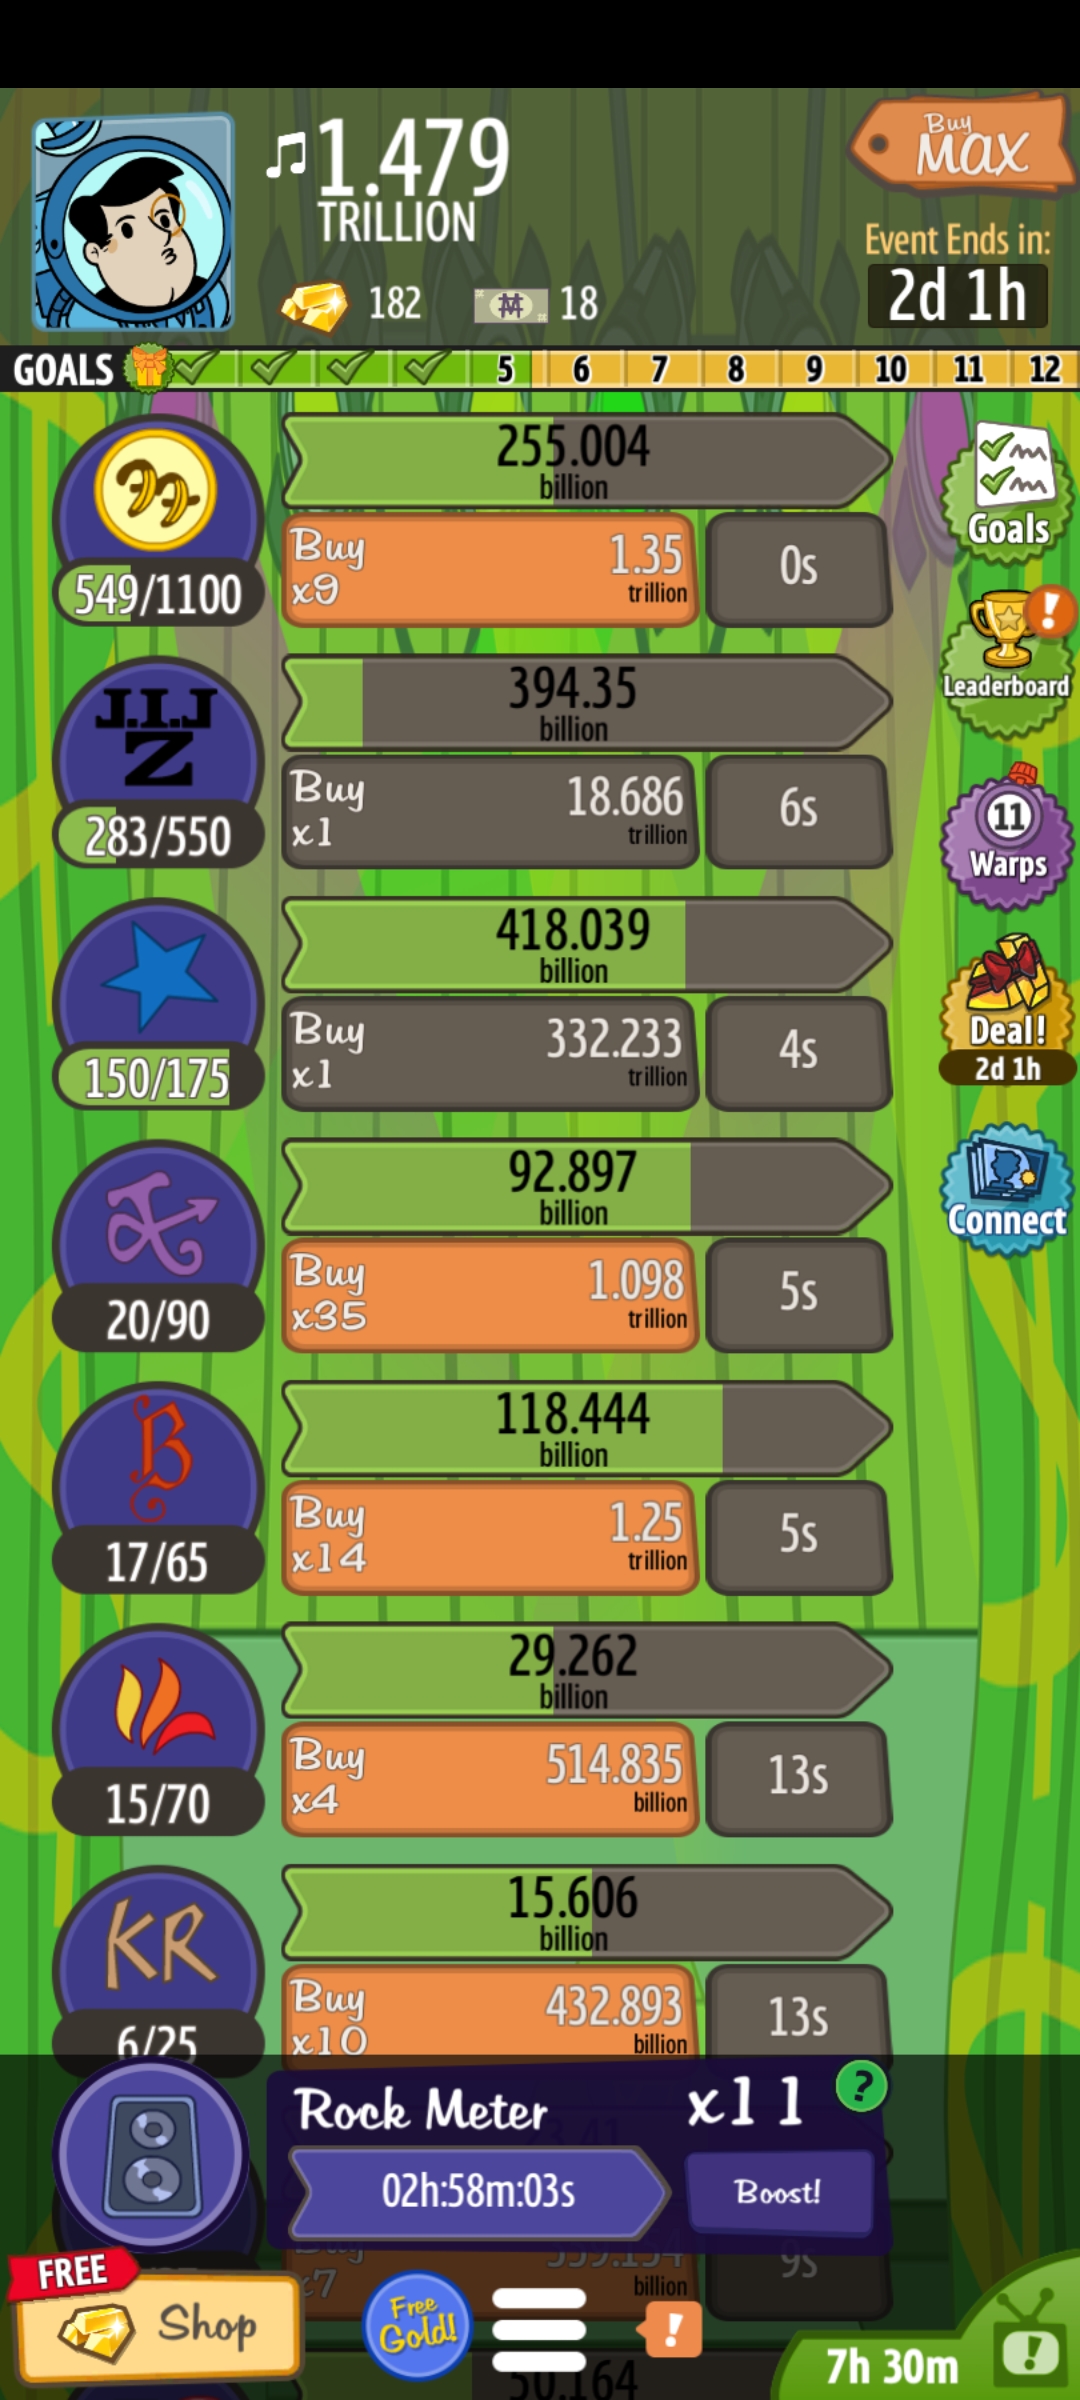 1.479
TRILLION
182
18
Buy
MAX
Event Ends in:
2d 1h
GOALS 5 6 7 8 9 10 11 12
255.004
billion
549/1100
Buy
x9
1.35
trillion
0s
Goals
J.I.J
Z
394.35
billion
283/550
Buy
x1
18.686
trillion
6s
!
Leaderboard
11
Warps
418.039
billion
150/175
Buy
x1
332.233
trillion
4s
Deal!
2d 1h
92.897
billion
20/90
Buy
x35
1.098
trillion
5s
Connect
B
118.444
billion
17/65
Buy
x14
1.25
trillion
5s
29.262
billion
15/70
Buy
x4
514.835
billion
13s
KR
15.606
billion
6/25
Buy
x10
432.893
billion
13s
Rock Meter
x11
?
02h:58m:03s
Boost!
x7
billion
9s
FREE
Shop
Free
Gold!
!
50.164
7h 30m
!